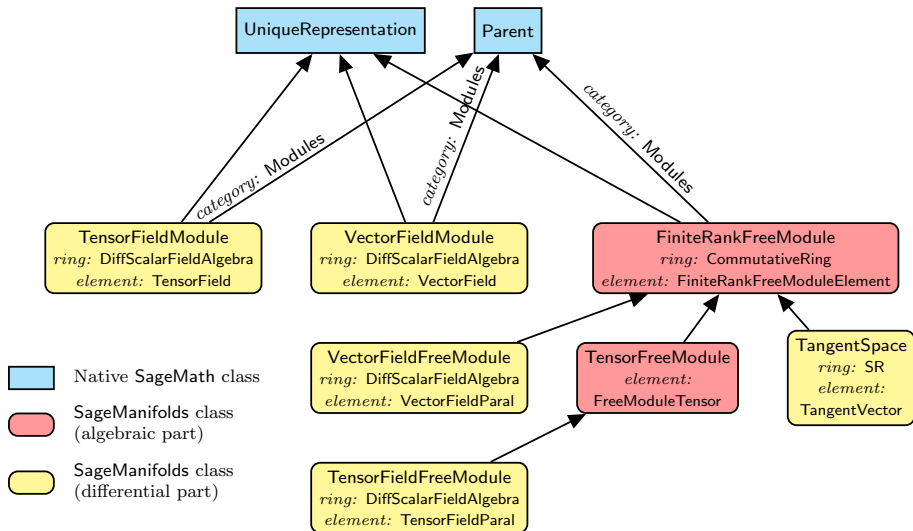 UniqueRepresentation
Parent
category: Modules
category: Modules
category: Modules
TensorFieldModule
ring: DiffScalarFieldAlgebra
element: TensorField
VectorFieldModule
ring: DiffScalarFieldAlgebra
element: VectorField
FiniteRankFreeModule
ring: CommutativeRing
element: FiniteRankFreeModuleElement
VectorFieldFreeModule
ring: DiffScalarFieldAlgebra
element: VectorFieldParal
TensorFreeModule
element:
FreeModuleTensor
TangentSpace
ring: SR
element:
TangentVector
Native SageMath class
SageManifolds class
(algebraic part)
SageManifolds class
(differential part)
TensorFieldFreeModule
ring: DiffScalarFieldAlgebra
element: TensorFieldParal